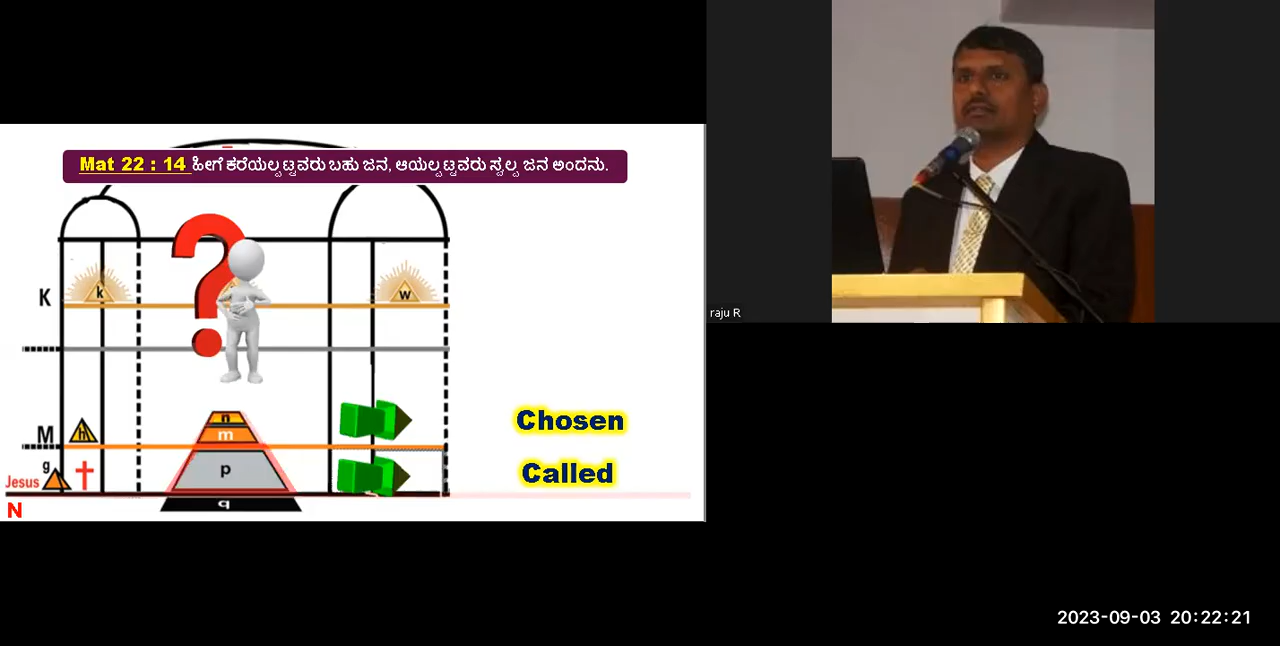 Mat 22 : 14 ಹೀಗೆ ಕರೆಯಲ್ಪಟ್ಟವರು ಬಹು ಜನ, ಆಯಲ್ಪಟ್ಟವರು ಸ್ವಲ್ಪ ಜನ ಅಂದನು.
K
k
w
n
M
h
m
Chosen
g
p
Called
Jesus
q
N
raju R
2023-09-03 20:22:21